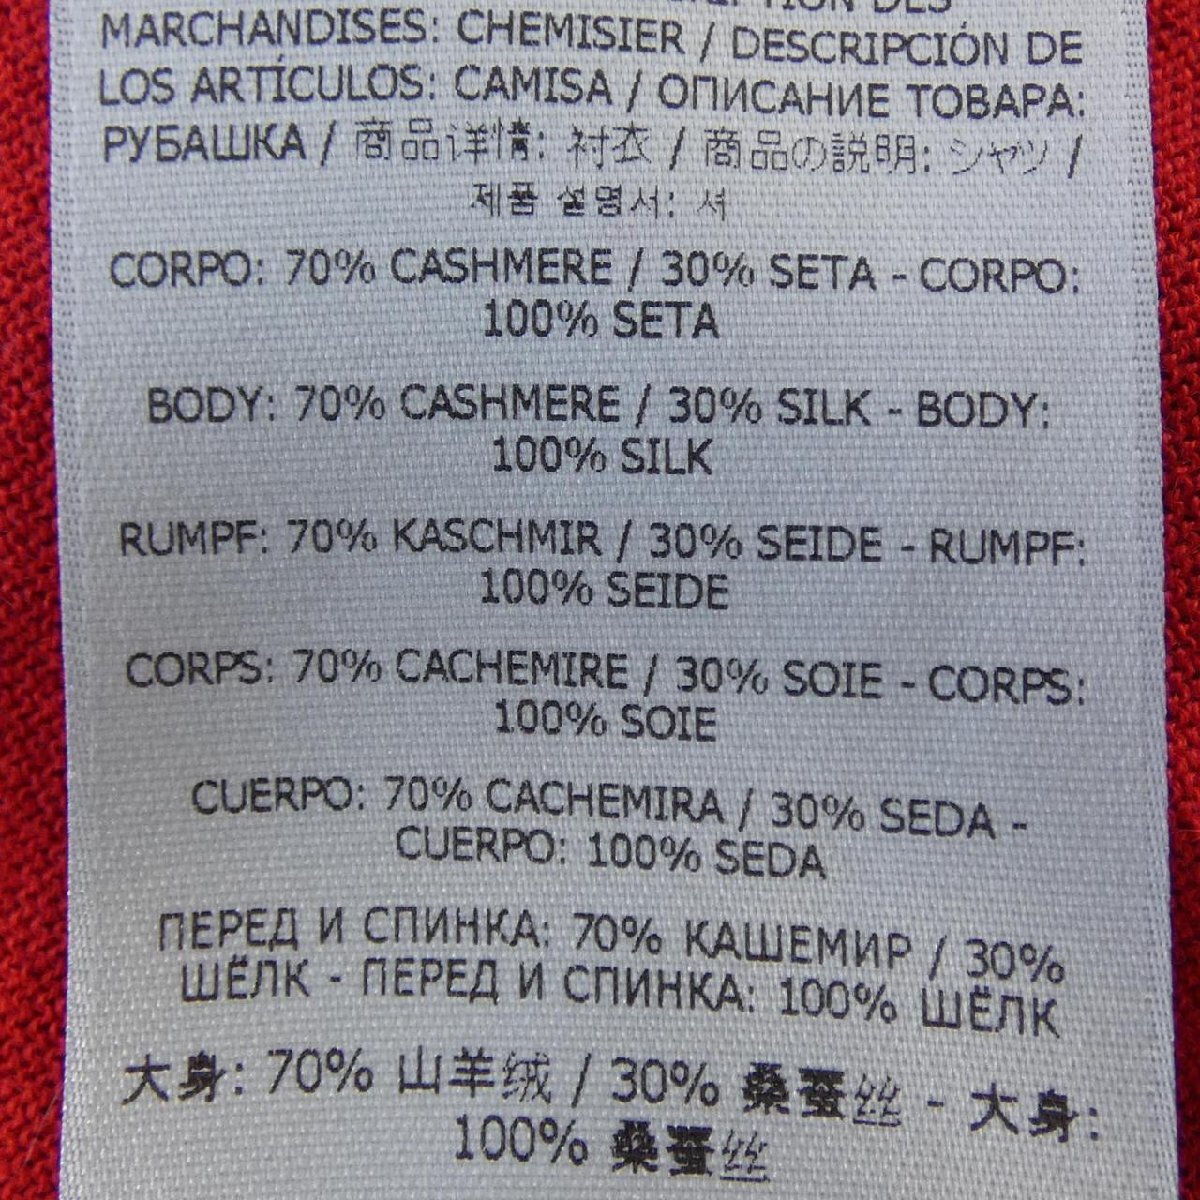 DES
MARCHANDISES: CHEMISIER / DESCRIPCIÓN DE
LOS ARTÍCULOS: CAMISA / ОПИСАНИЕ ТОВАРА:
РУБАШКА / 商品详情: 衬衣 / 商品の説明: シャツ /
제품 설명서: 셔
CORPO: 70% CASHMERE / 30% SETA - CORPO:
100% SETA
BODY: 70% CASHMERE / 30% SILK - BODY:
100% SILK
RUMPF: 70% KASCHMIR / 30% SEIDE - RUMPF:
100% SEIDE
CORPS: 70% CACHEMIRE / 30% SOIE - CORPS:
100% SOIE
CUERPO: 70% CACHEMIRA / 30% SEDA -
CUERPO: 100% SEDA
ПЕРЕД И СПИНКА: 70% КАШЕМИР / 30%
ШЁЛК - ПЕРЕД И СПИНКА: 100% ШЁЛК
大身: 70% 山羊绒 / 30% 桑蚕丝 - 大身:
100% 桑蚕丝